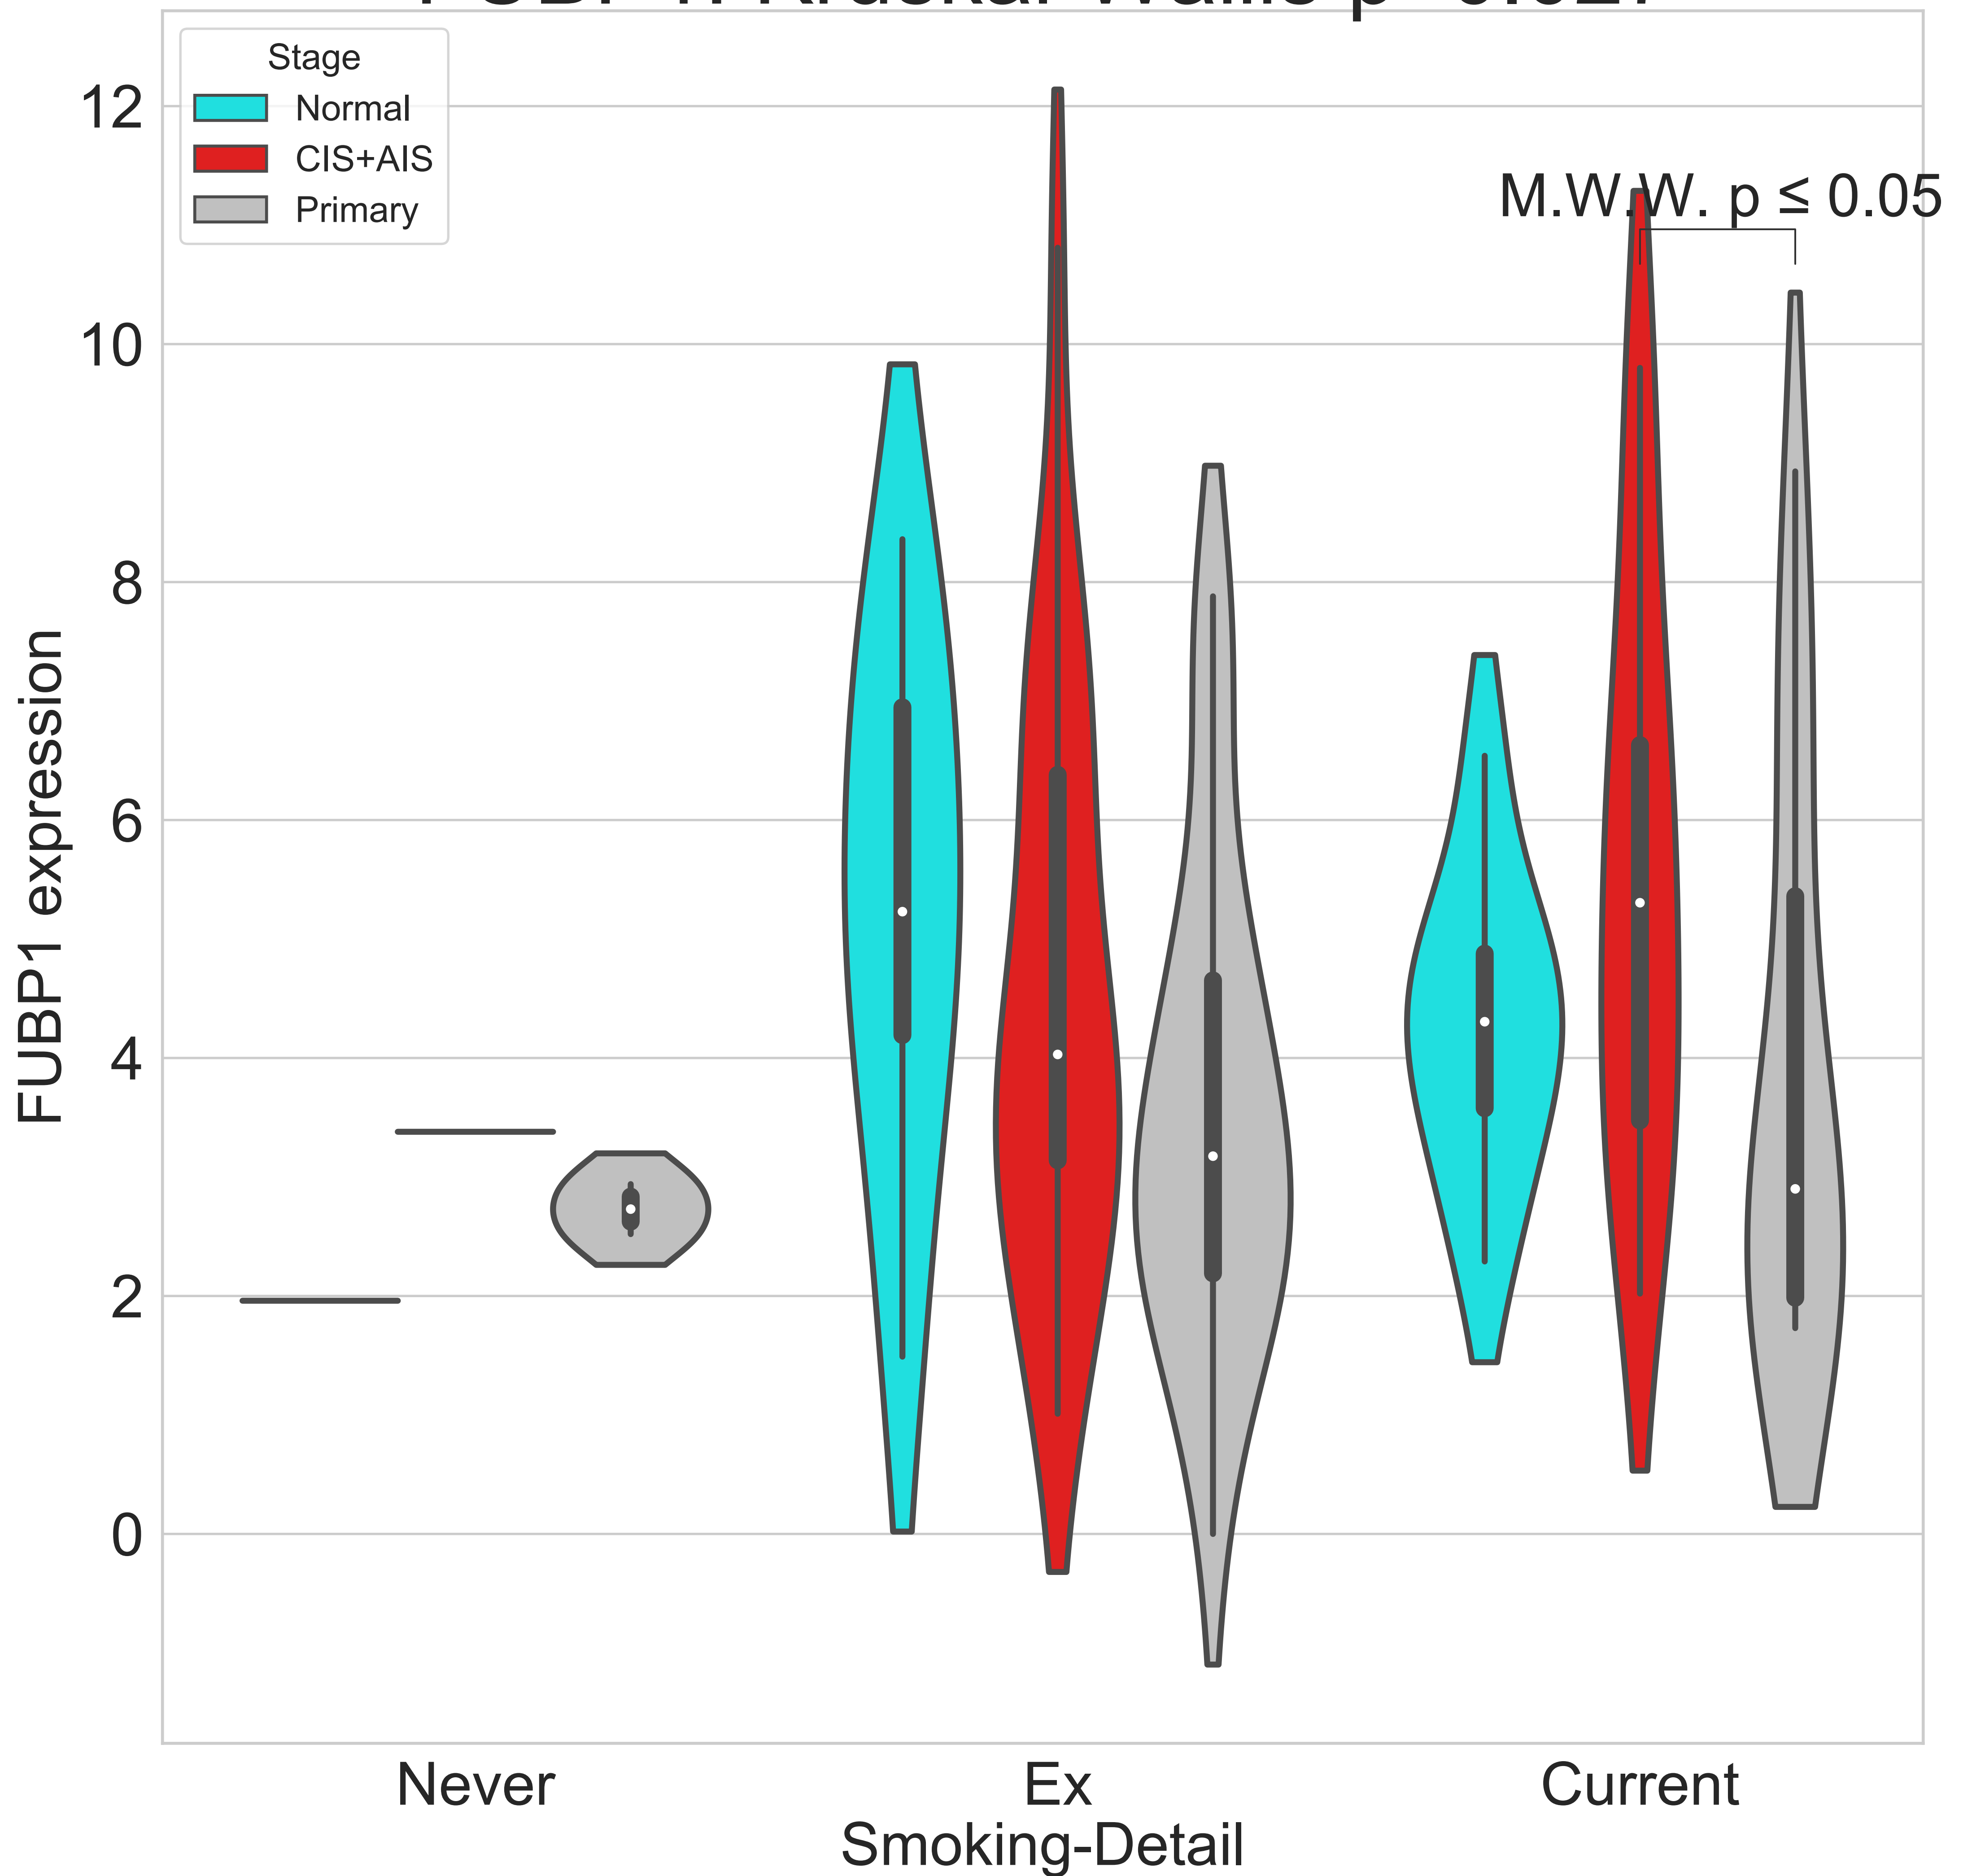 Stage
Normal
CIS+AIS
Primary
M.W.W. p ≤ 0.05
12
10
8
6
4
2
0
FUBP1 expression
Never
Ex
Current
Smoking-Detail